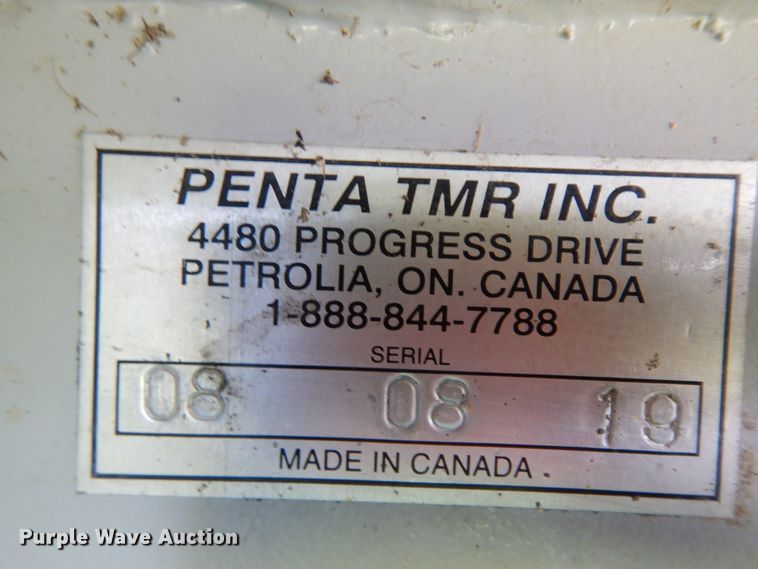 PENTA TMR INC.
4480 PROGRESS DRIVE
PETROLIA, ON. CANADA
1-888-844-7788
SERIAL
08 08 19
MADE IN CANADA
Purple Wave Auction